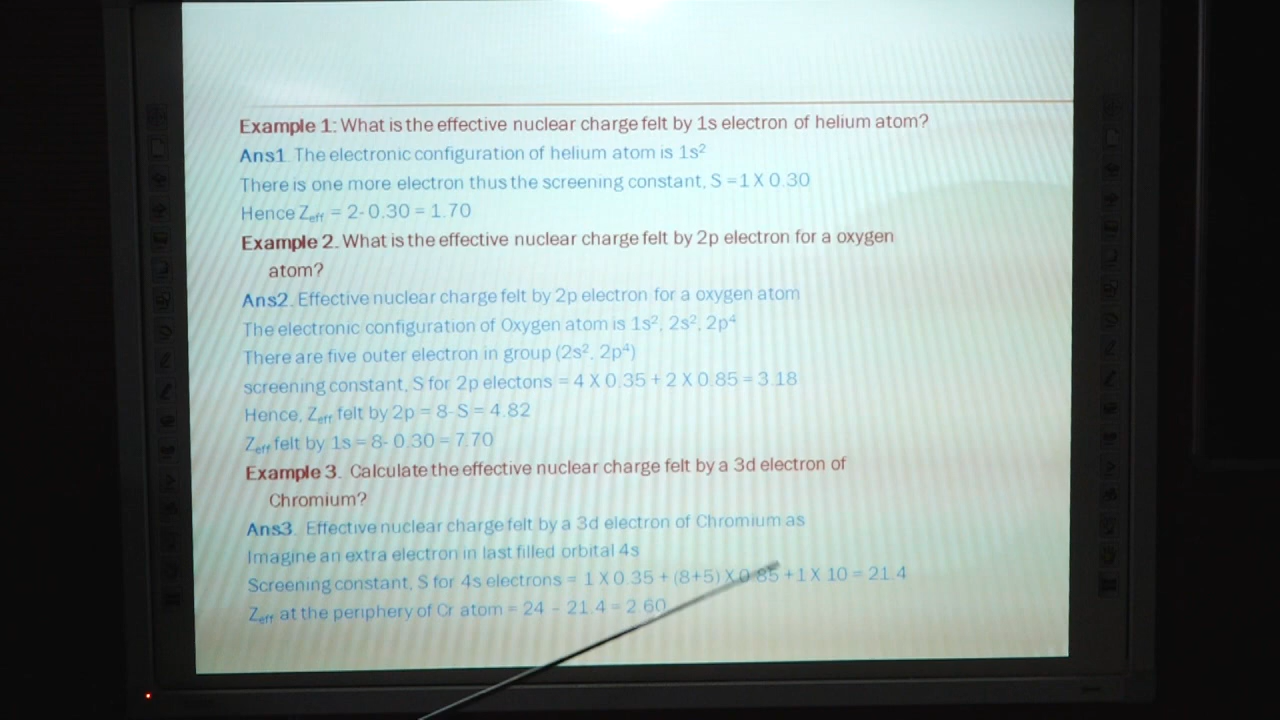 Example 1: What is the effective nuclear charge felt by 1s electron of helium atom?
Ans1. The electronic configuration of helium atom is 1s²
There is one more electron thus the screening constant, S =1 X 0.30
Hence Zeff = 2- 0.30 = 1.70
Example 2. What is the effective nuclear charge felt by 2p electron for a oxygen
atom?
Ans2. Effective nuclear charge felt by 2p electron for a oxygen atom
The electronic configuration of Oxygen atom is 1s², 2s², 2p⁴
There are five outer electron in group (2s², 2p⁴)
screening constant, S for 2p electons = 4 X 0.35 + 2 X 0.85 = 3.18
Hence, Zeff felt by 2p = 8- S = 4.82
Zeff felt by 1s = 8- 0.30 = 7.70
Example 3. Calculate the effective nuclear charge felt by a 3d electron of
Chromium?
Ans3. Effective nuclear charge felt by a 3d electron of Chromium as
Imagine an extra electron in last filled orbital 4s
Screening constant, S for 4s electrons = 1 X 0.35 + (8+5) X 0.85 +1 X 10 = 21.4
Zeff at the periphery of Cr atom = 24 – 21.4 = 2.60